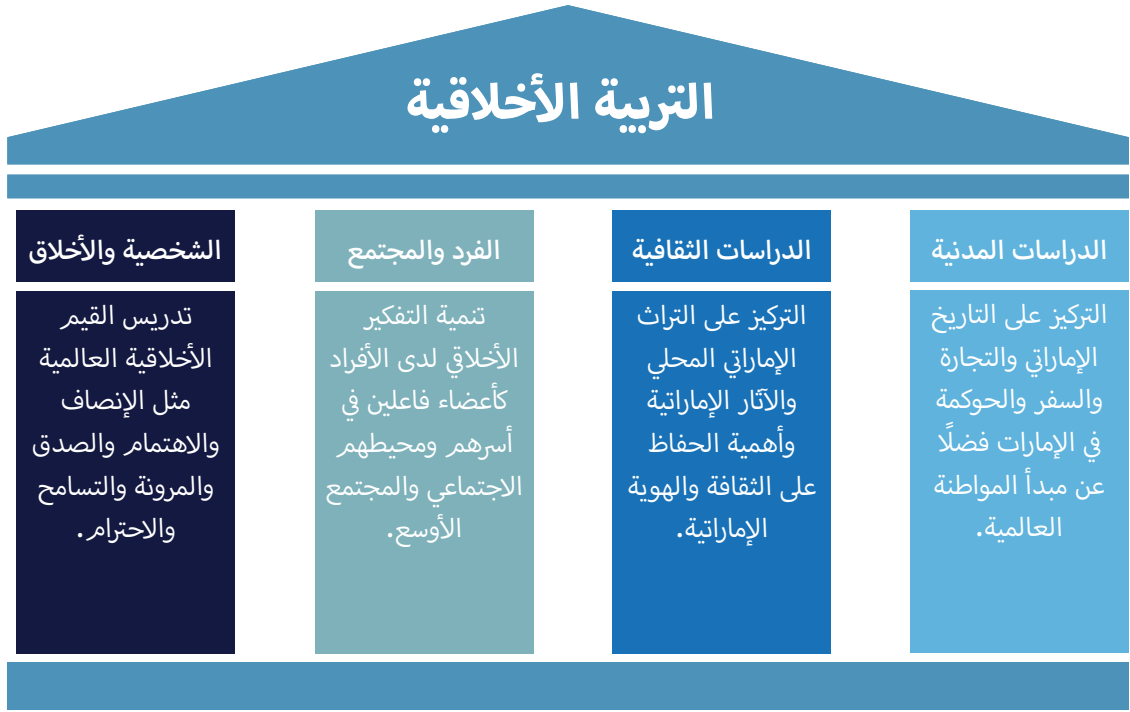 التربية الأخلاقية
الدراسات المدنية
التركيز على التاريخ
الإماراتي والتجارة
والسفر والحوكمة
في الإمارات فضلًا
عن مبدأ المواطنة
العالمية.
الدراسات الثقافية
التركيز على التراث
الإماراتي المحلي
والآثار الإماراتية
وأهمية الحفاظ
على الثقافة والهوية
الإماراتية.
الفرد والمجتمع
تنمية التفكير
الأخلاقي لدى الأفراد
كأعضاء فاعلين في
أسرهم ومحيطهم
الاجتماعي والمجتمع
الأوسع.
الشخصية والأخلاق
تدريس القيم
الأخلاقية العالمية
مثل الإنصاف
والاهتمام والصدق
والمرونة والتسامح
والاحترام.